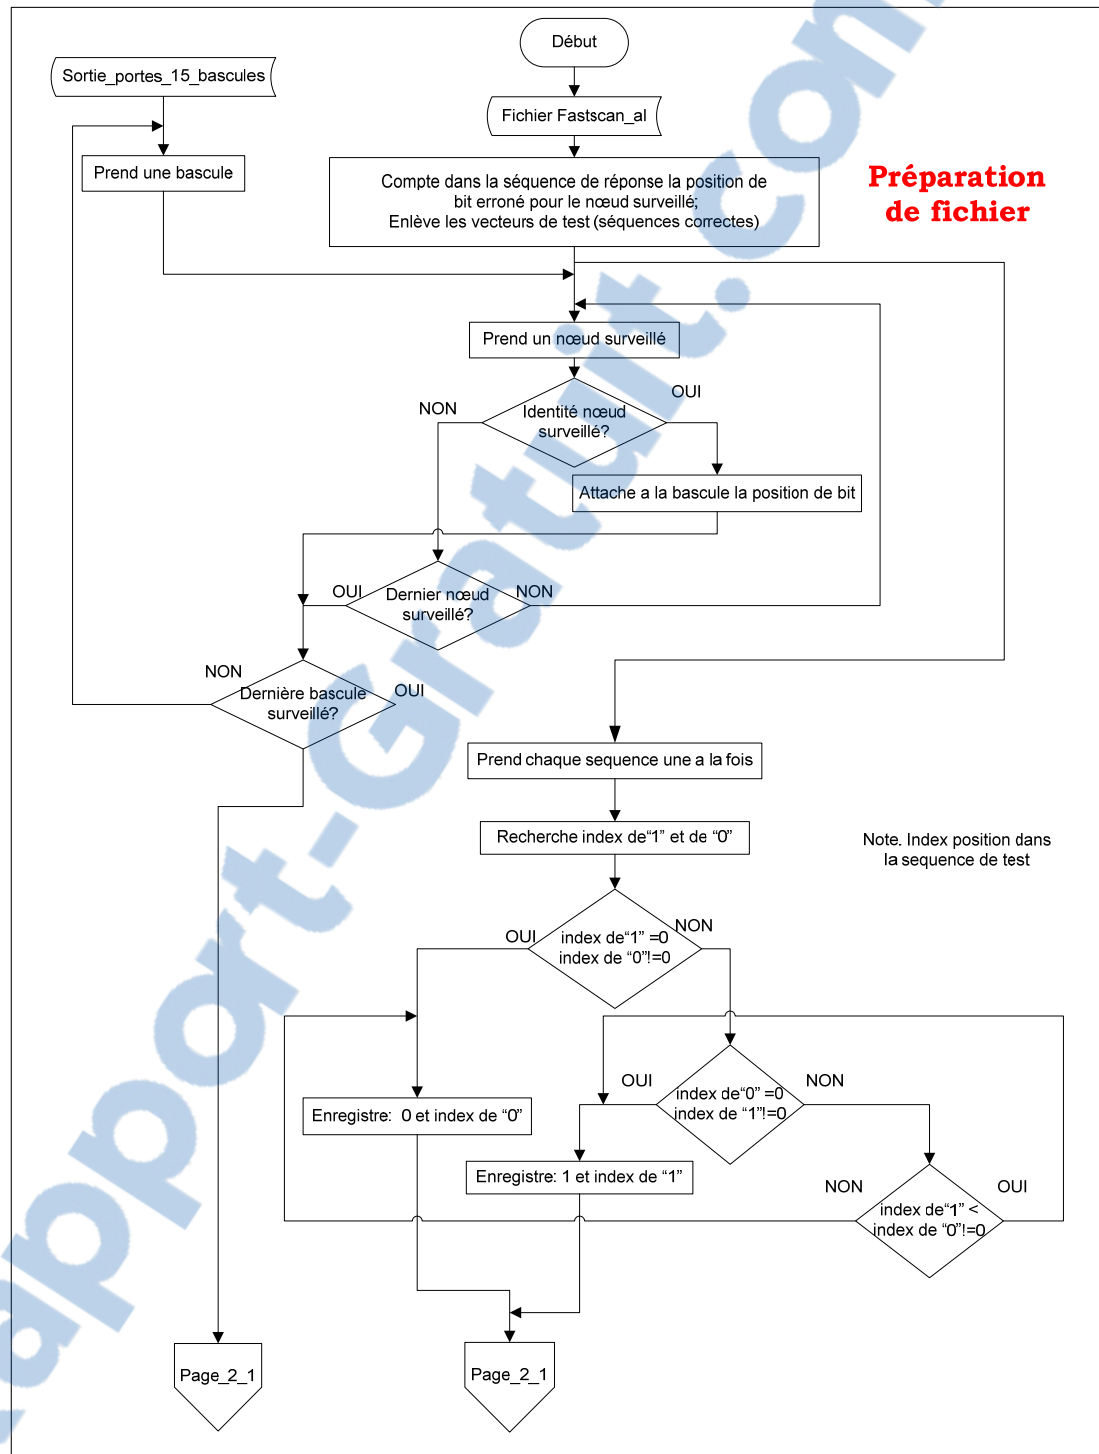 Début
Sortie_portes_15_bascules
Fichier Fastscan_al
Prend une bascule
Compte dans la séquence de réponse la position de
bit erroné pour le nœud surveillé;
Enlève les vecteurs de test (séquences correctes)
Préparation
de fichier
Prend un nœud surveillé
OUI
NON
Identité nœud
surveillé?
Attache a la bascule la position de bit
OUI
NON
Dernier nœud
surveillé?
NON
OUI
Dernière bascule
surveillé?
Prend chaque sequence une a la fois
Recherche index de“1” et de “0”
Note. Index position dans
la sequence de test
OUI
NON
index de“1” =0
index de “0”!=0
OUI
NON
index de“0” =0
index de “1”!=0
Enregistre: 0 et index de “0”
Enregistre: 1 et index de “1”
NON
OUI
index de“1” <
index de “0”!=0
Page_2_1
Page_2_1
Rapport-Gratuit.com